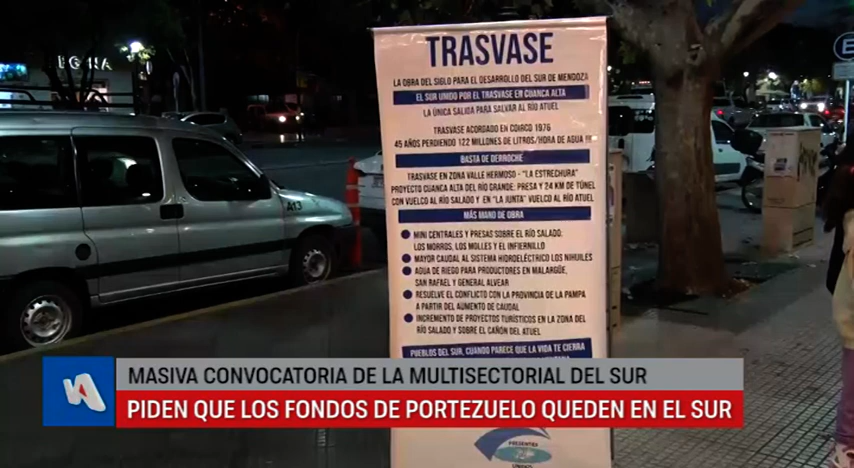 TRASVASE
LA OBRA DEL SIGLO PARA EL DESARROLLO DEL SUR DE MENDOZA
EL SUR UNIDO POR EL TRASVASE EN CUANCA ALTA
LA ÚNICA SALIDA PARA SALVAR AL RÍO ATUEL
TRASVASE ACORDADO EN COIRCO 1976
45 AÑOS PERDIENDO 122 MILLONES DE LITROS/HORA DE AGUA !!!
BASTA DE DERROCHE
TRASVASE EN ZONA VALLE HERMOSO - "LA ESTRECHURA"
PROYECTO CUANCA ALTA DEL RÍO GRANDE: PRESA Y 24 KM DE TÚNEL
CON VUELCO AL RÍO SALADO Y EN "LA JUNTA" VUELCO AL RÍO ATUEL
MÁS MANO DE OBRA
MINI CENTRALES Y PRESAS SOBRE EL RÍO SALADO:
LOS MORROS, LOS MOLLES Y EL INFIERNILLO
MAYOR CAUDAL AL SISTEMA HIDROELÉCTRICO LOS NIHUILES
AGUA DE RIEGO PARA PRODUCTORES EN MALARGÜE,
SAN RAFAEL Y GENERAL ALVEAR
RESUELVE EL CONFLICTO CON LA PROVINCIA DE LA PAMPA
A PARTIR DEL AUMENTO DE CAUDAL
INCREMENTO DE PROYECTOS TURÍSTICOS EN LA ZONA DEL
RÍO SALADO Y SOBRE EL CAÑÓN DEL ATUEL
PUEBLOS DEL SUR, CUANDO PARECE QUE LA VIDA TE CIERRA
A13
E
MASIVA CONVOCATORIA DE LA MULTISECTORIAL DEL SUR
PIDEN QUE LOS FONDOS DE PORTEZUELO QUEDEN EN EL SUR